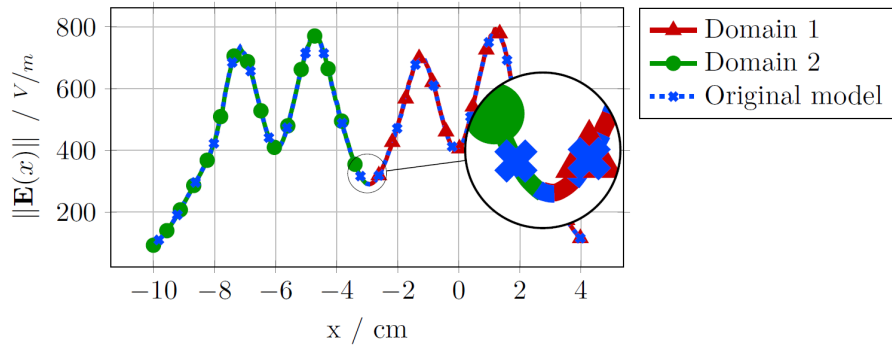 800
600
400
200
‖E(x)‖ / V/m
−10
−8
−6
−4
−2
0
2
4
x / cm
Domain 1
Domain 2
Original model